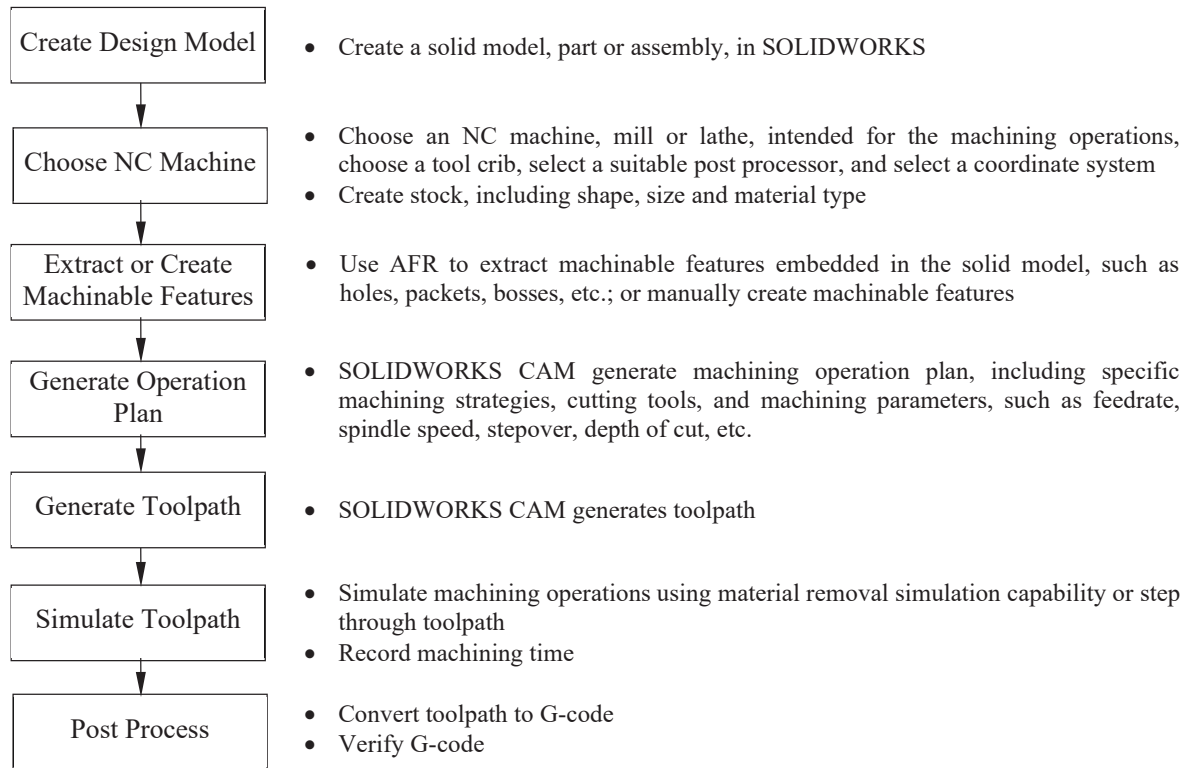 Create Design Model
• Create a solid model, part or assembly, in SOLIDWORKS
Choose NC Machine
• Choose an NC machine, mill or lathe, intended for the machining operations,
choose a tool crib, select a suitable post processor, and select a coordinate system
• Create stock, including shape, size and material type
Extract or Create
Machinable Features
• Use AFR to extract machinable features embedded in the solid model, such as
holes, packets, bosses, etc.; or manually create machinable features
Generate Operation
Plan
• SOLIDWORKS CAM generate machining operation plan, including specific
machining strategies, cutting tools, and machining parameters, such as feedrate,
spindle speed, stepover, depth of cut, etc.
Generate Toolpath
• SOLIDWORKS CAM generates toolpath
Simulate Toolpath
• Simulate machining operations using material removal simulation capability or step
through toolpath
• Record machining time
Post Process
• Convert toolpath to G-code
• Verify G-code